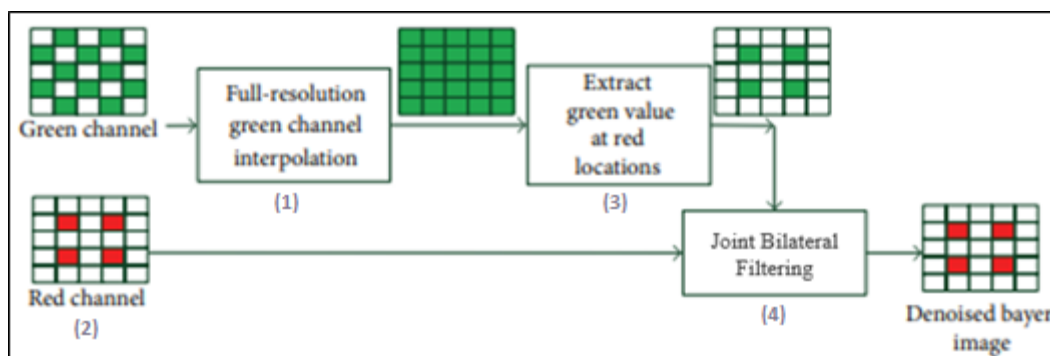 Green channel
Full-resolution
green channel
interpolation
(1)
Extract
green value
at red
locations
(3)
Red channel
(2)
Joint Bilateral
Filtering
(4)
Denoised bayer
image